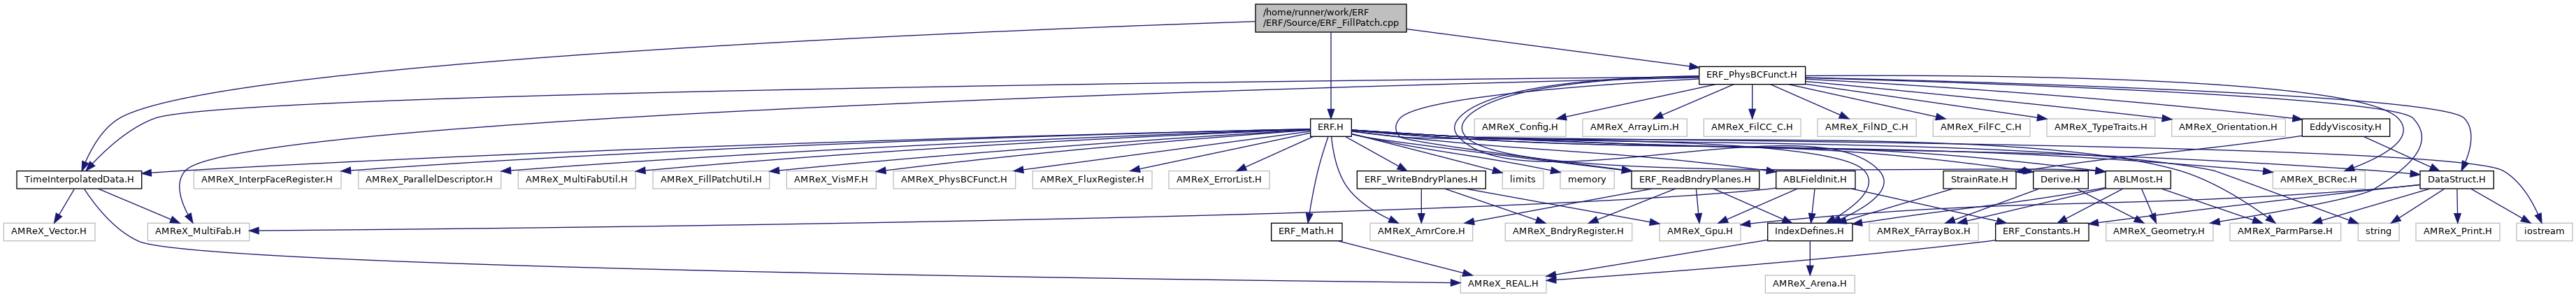 /home/runner/work/ERF
/ERF/Source/ERF_FillPatch.cpp
ERF_PhysBCFunct.H
ERF.H
AMReX_Config.H
AMReX_ArrayLim.H
AMReX_FilCC_C.H
AMReX_FilND_C.H
AMReX_FilFC_C.H
AMReX_TypeTraits.H
AMReX_Orientation.H
EddyViscosity.H
TimeInterpolatedData.H
AMReX_InterpFaceRegister.H
AMReX_ParallelDescriptor.H
AMReX_MultiFabUtil.H
AMReX_FillPatchUtil.H
AMReX_VisMF.H
AMReX_PhysBCFunct.H
AMReX_FluxRegister.H
AMReX_ErrorList.H
ERF_WriteBndryPlanes.H
limits
memory
ERF_ReadBndryPlanes.H
ABLFieldInit.H
StrainRate.H
Derive.H
ABLMost.H
AMReX_BCRec.H
DataStruct.H
AMReX_Vector.H
AMReX_MultiFab.H
ERF_Math.H
AMReX_AmrCore.H
AMReX_BndryRegister.H
AMReX_Gpu.H
IndexDefines.H
AMReX_FArrayBox.H
ERF_Constants.H
AMReX_Geometry.H
AMReX_ParmParse.H
string
AMReX_Print.H
iostream
AMReX_REAL.H
AMReX_Arena.H